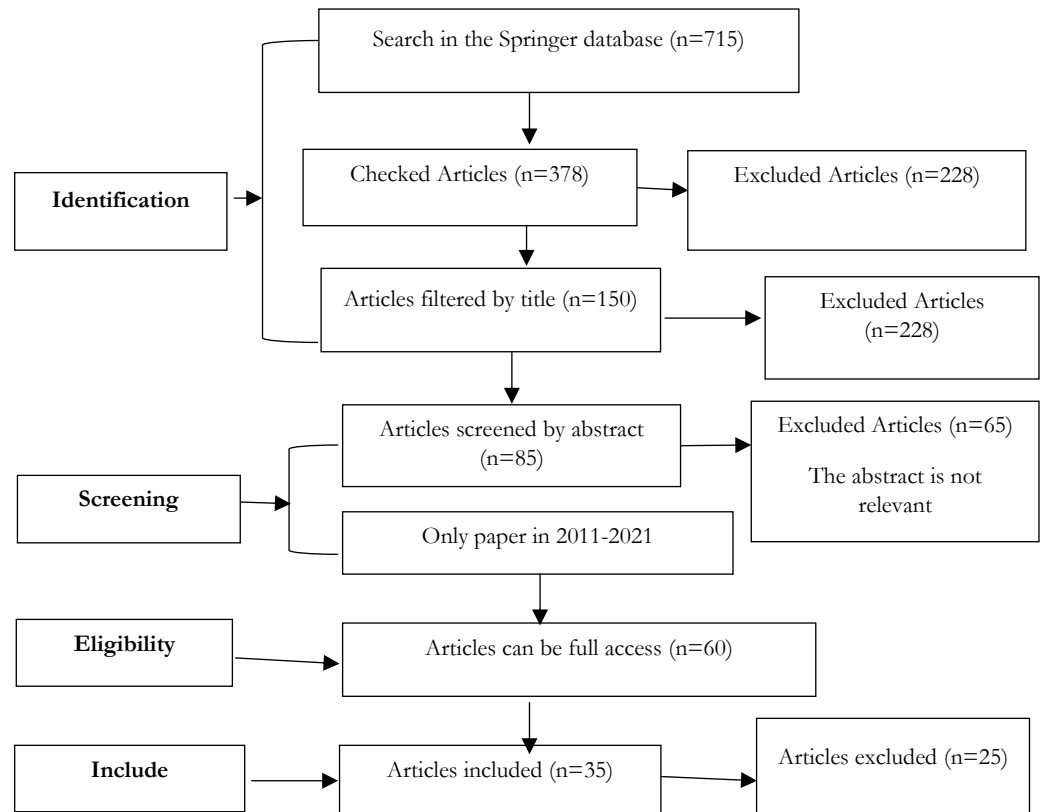 Search in the Springer database (n=715)
Identification
Checked Articles (n=378)
Excluded Articles (n=228)
Articles filtered by title (n=150)
Excluded Articles
(n=228)
Screening
Articles screened by abstract
(n=85)
Excluded Articles (n=65)
The abstract is not
relevant
Only paper in 2011-2021
Eligibility
Articles can be full access (n=60)
Include
Articles included (n=35)
Articles excluded (n=25)